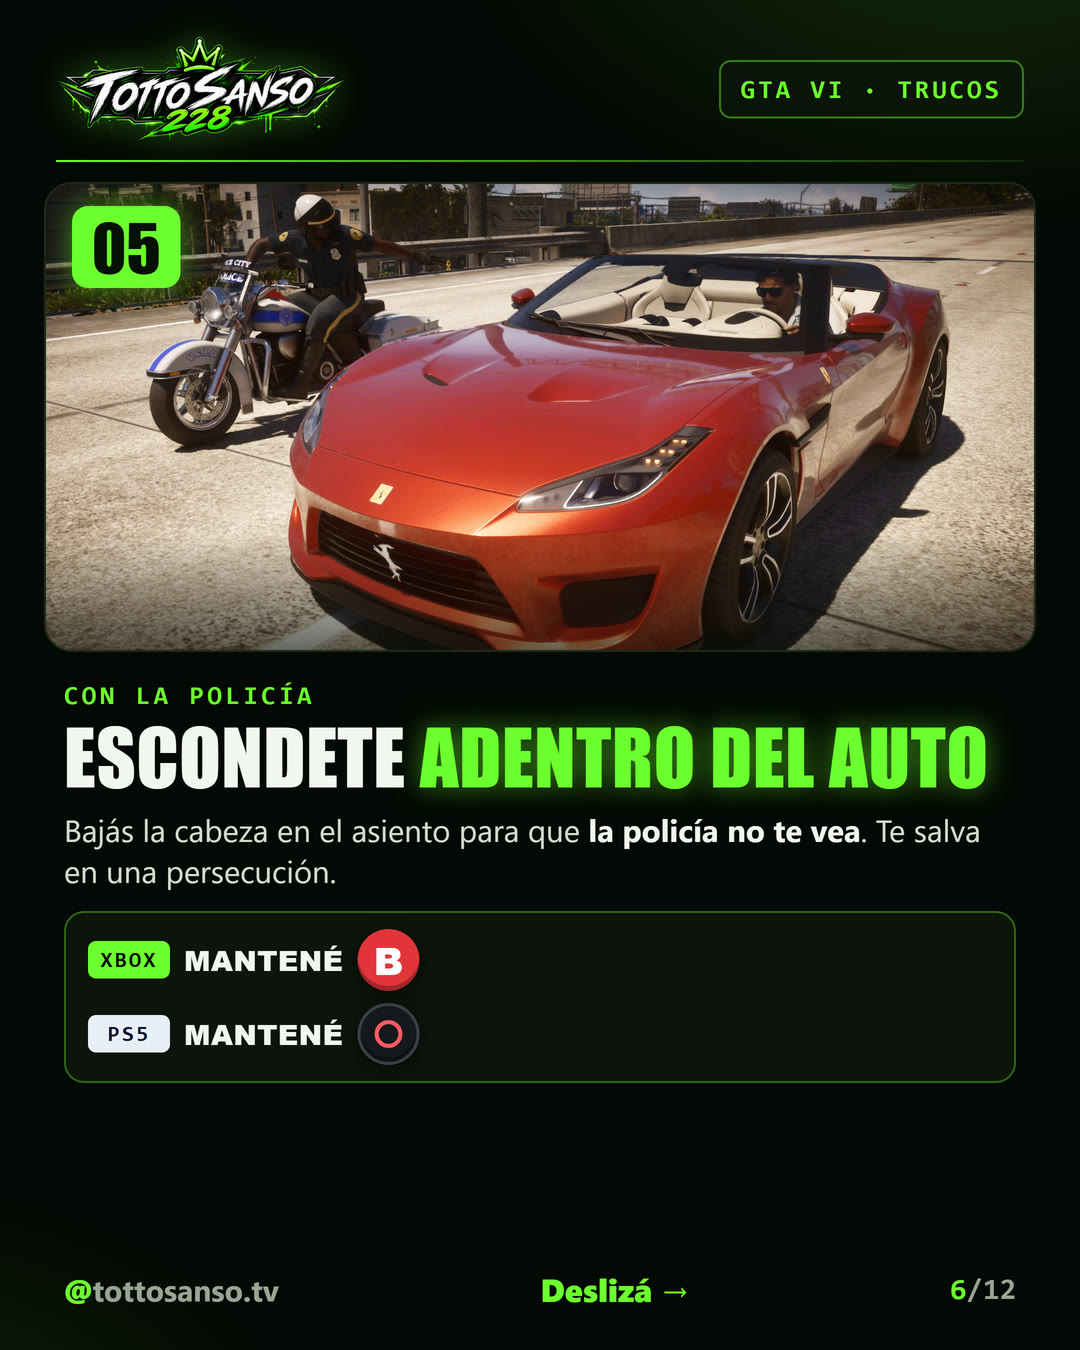 TOTTOSANSO
228
GTA VI · TRUCOS
05
CON LA POLICÍA
ESCONDETE ADENTRO DEL AUTO
Bajás la cabeza en el asiento para que la policía no te vea. Te salva
en una persecución.
XBOX MANTENÉ B
PS5 MANTENÉ
@tottosanso.tv
Deslizá →
6/12